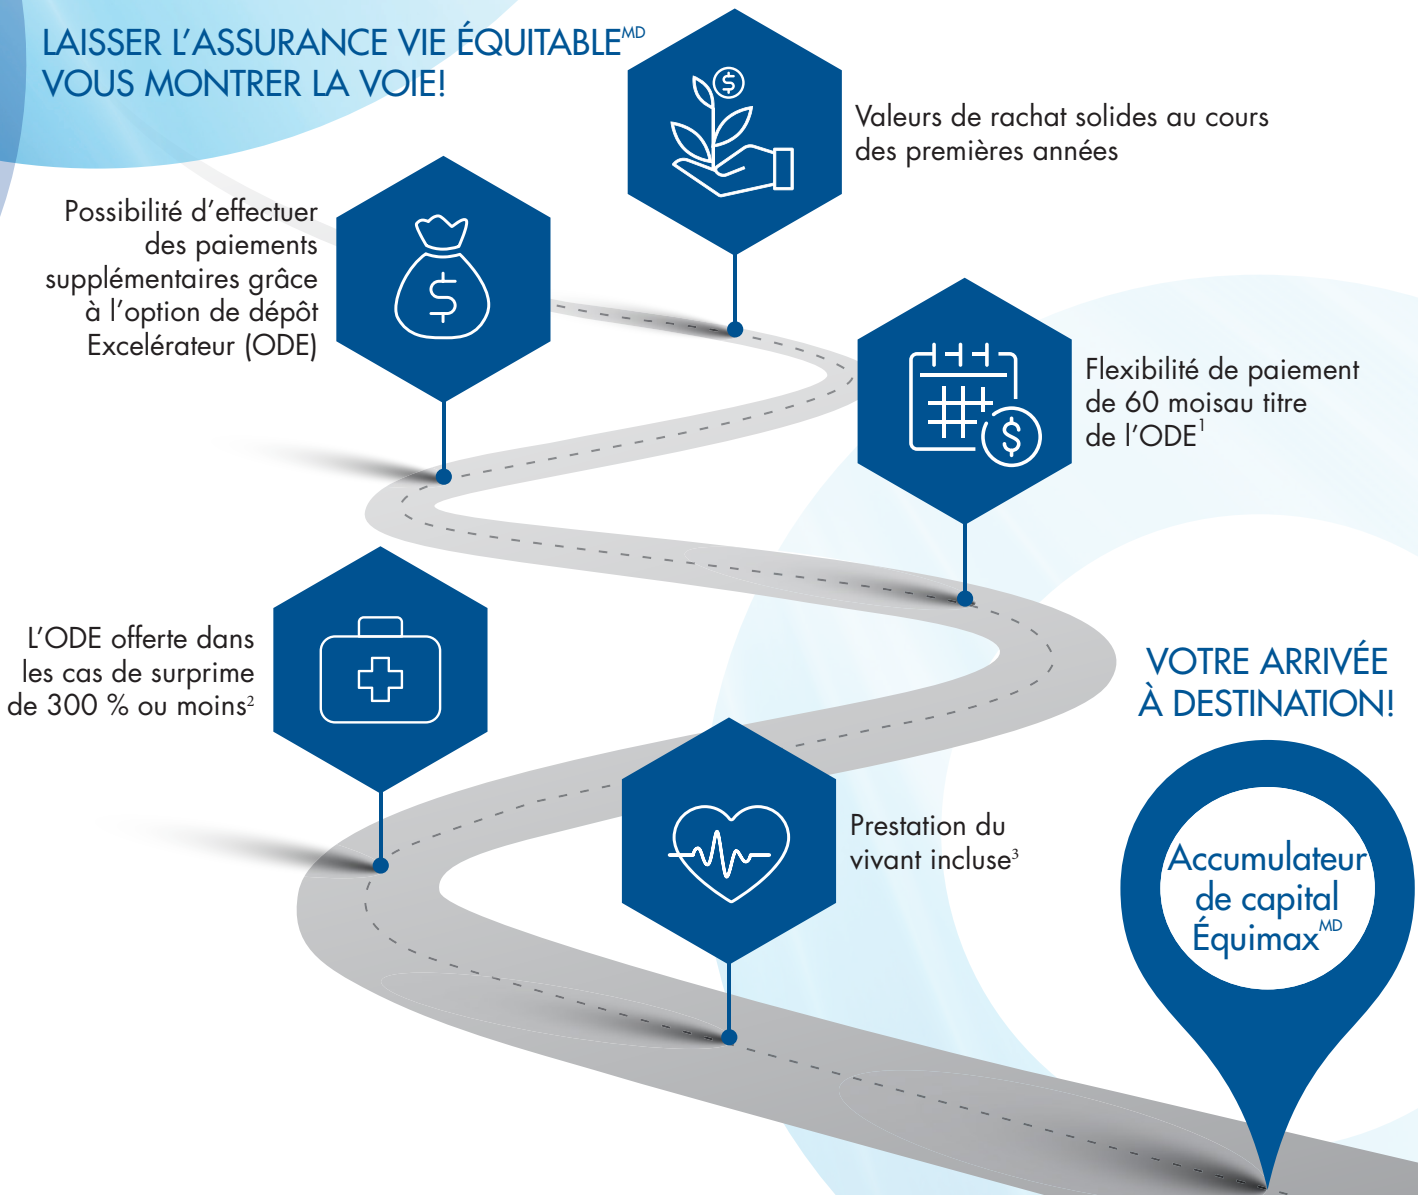 LAISSER L'ASSURANCE VIE ÉQUITABLEᴹᴰ
VOUS MONTRER LA VOIE!
Valeurs de rachat solides au cours
des premières années
Possibilité d'effectuer
des paiements
supplémentaires grâce
à l'option de dépôt
Excelérateur (ODE)
Flexibilité de paiement
de 60 moisau titre
de l'ODE¹
L'ODE offerte dans
les cas de surprime
de 300 % ou moins²
Prestation du
vivant incluse³
VOTRE ARRIVÉE
À DESTINATION!
Accumulateur
de capital
Équimaxᴹᴰ